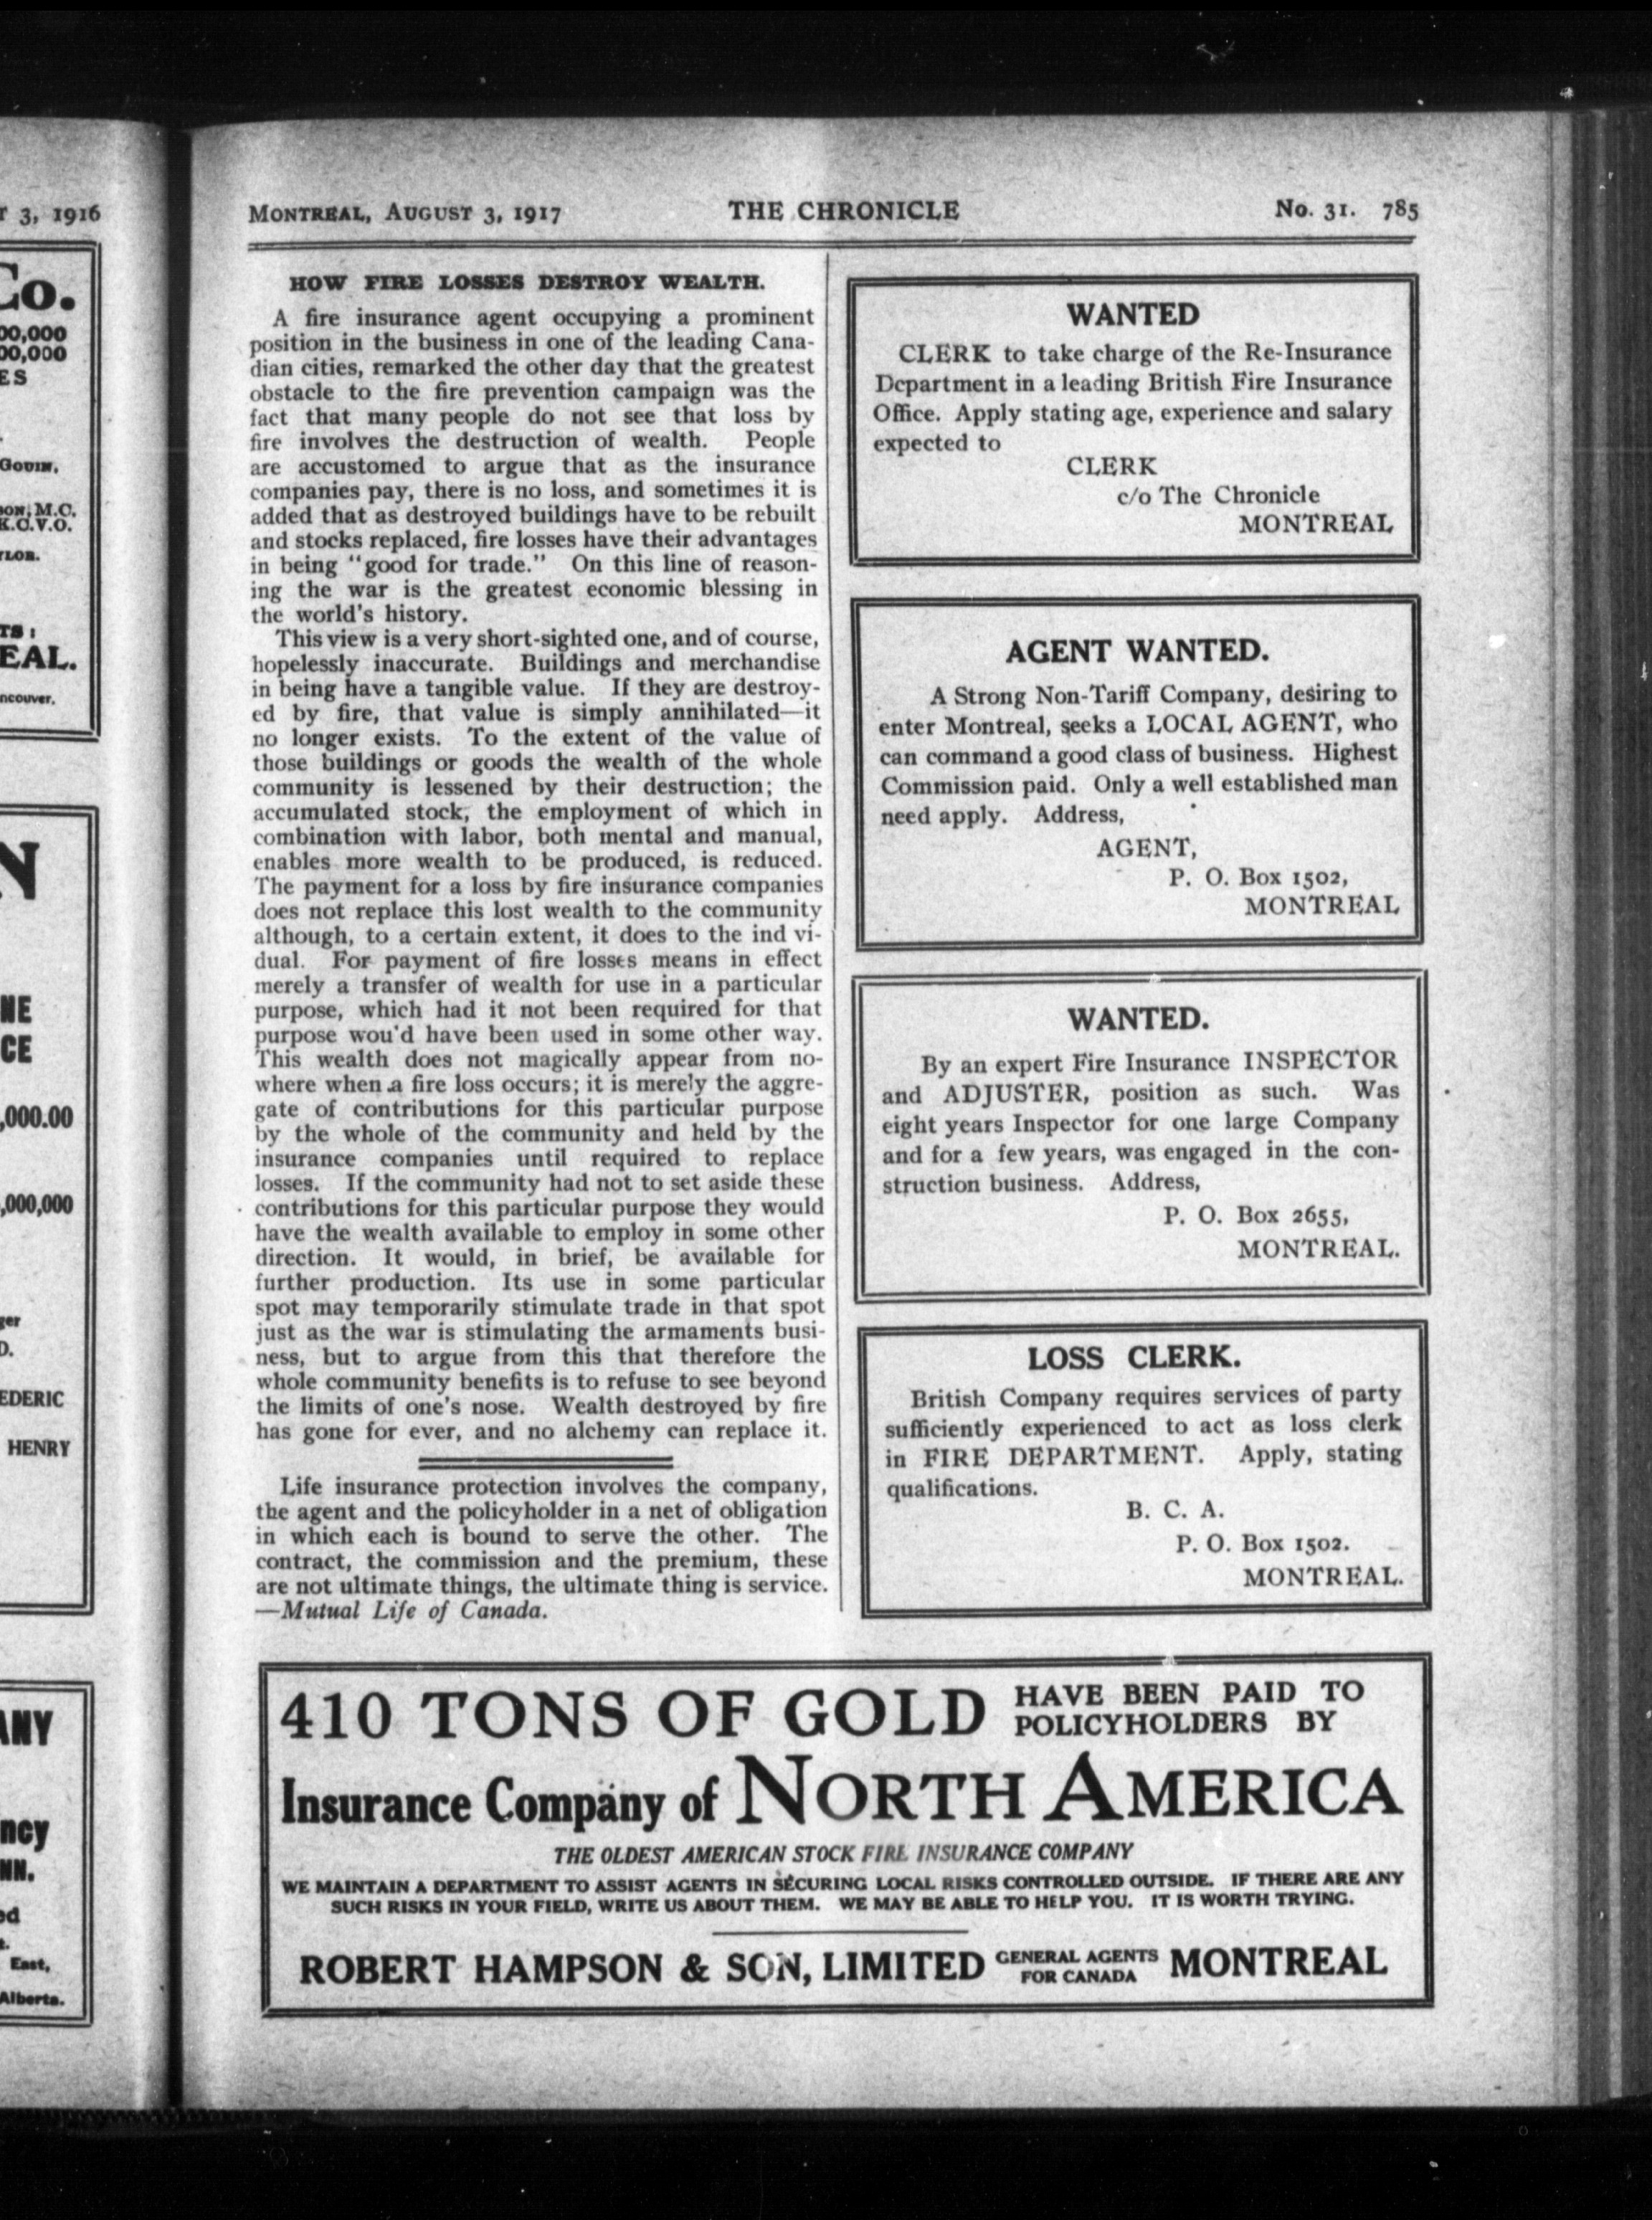 T 3, 1916
Co.
00,000
00,000
ES
GODIN,
SON, M.C.
K.C.V.O.
YLOR.
TS:
EAL.
ncouver.
N
NE
CE
,000.00
,000,000
ger
D.
EDERIC
HENRY
ANY
ncy
NN.
ed
t.
East,
Alberta.
MONTREAL, AUGUST 3, 1917 THE CHRONICLE No. 31. 785
HOW FIRE LOSSES DESTROY WEALTH.
A fire insurance agent occupying a prominent
position in the business in one of the leading Cana-
dian cities, remarked the other day that the greatest
obstacle to the fire prevention campaign was the
fact that many people do not see that loss by
fire involves the destruction of wealth. People
are accustomed to argue that as the insurance
companies pay, there is no loss, and sometimes it is
added that as destroyed buildings have to be rebuilt
and stocks replaced, fire losses have their advantages
in being "good for trade." On this line of reason-
ing the war is the greatest economic blessing in
the world's history.
This view is a very short-sighted one, and of course,
hopelessly inaccurate. Buildings and merchandise
in being have a tangible value. If they are destroy-
ed by fire, that value is simply annihilated—it
no longer exists. To the extent of the value of
those buildings or goods the wealth of the whole
community is lessened by their destruction; the
accumulated stock, the employment of which in
combination with labor, both mental and manual,
enables more wealth to be produced, is reduced.
The payment for a loss by fire insurance companies
does not replace this lost wealth to the community
although, to a certain extent, it does to the ind vi-
dual. For payment of fire losses means in effect
merely a transfer of wealth for use in a particular
purpose, which had it not been required for that
purpose wou'd have been used in some other way.
This wealth does not magically appear from no-
where when a fire loss occurs; it is merely the aggre-
gate of contributions for this particular purpose
by the whole of the community and held by the
insurance companies until required to replace
losses. If the community had not to set aside these
contributions for this particular purpose they would
have the wealth available to employ in some other
direction. It would, in brief, be available for
further production. Its use in some particular
spot may temporarily stimulate trade in that spot
just as the war is stimulating the armaments busi-
ness, but to argue from this that therefore the
whole community benefits is to refuse to see beyond
the limits of one's nose. Wealth destroyed by fire
has gone for ever, and no alchemy can replace it.
Life insurance protection involves the company,
the agent and the policyholder in a net of obligation
in which each is bound to serve the other. The
contract, the commission and the premium, these
are not ultimate things, the ultimate thing is service.
—Mutual Life of Canada.
WANTED
CLERK to take charge of the Re-Insurance
Department in a leading British Fire Insurance
Office. Apply stating age, experience and salary
expected to
CLERK
c/o The Chronicle
MONTREAL
AGENT WANTED.
A Strong Non-Tariff Company, desiring to
enter Montreal, seeks a LOCAL AGENT, who
can command a good class of business. Highest
Commission paid. Only a well established man
need apply. Address,
AGENT,
P. O. Box 1502,
MONTREAL
WANTED.
By an expert Fire Insurance INSPECTOR
and ADJUSTER, position as such. Was
eight years Inspector for one large Company
and for a few years, was engaged in the con-
struction business. Address,
P. O. Box 2655,
MONTREAL.
LOSS CLERK.
British Company requires services of party
sufficiently experienced to act as loss clerk
in FIRE DEPARTMENT. Apply, stating
qualifications.
B. C. A.
P. O. Box 1502.
MONTREAL.
410 TONS OF GOLD HAVE BEEN PAID TO
POLICYHOLDERS BY
Insurance Company of NORTH AMERICA
THE OLDEST AMERICAN STOCK FIRE INSURANCE COMPANY
WE MAINTAIN A DEPARTMENT TO ASSIST AGENTS IN SECURING LOCAL RISKS CONTROLLED OUTSIDE. IF THERE ARE ANY
SUCH RISKS IN YOUR FIELD, WRITE US ABOUT THEM. WE MAY BE ABLE TO HELP YOU. IT IS WORTH TRYING.
ROBERT HAMPSON & SON, LIMITED GENERAL AGENTS
FOR CANADA MONTREAL